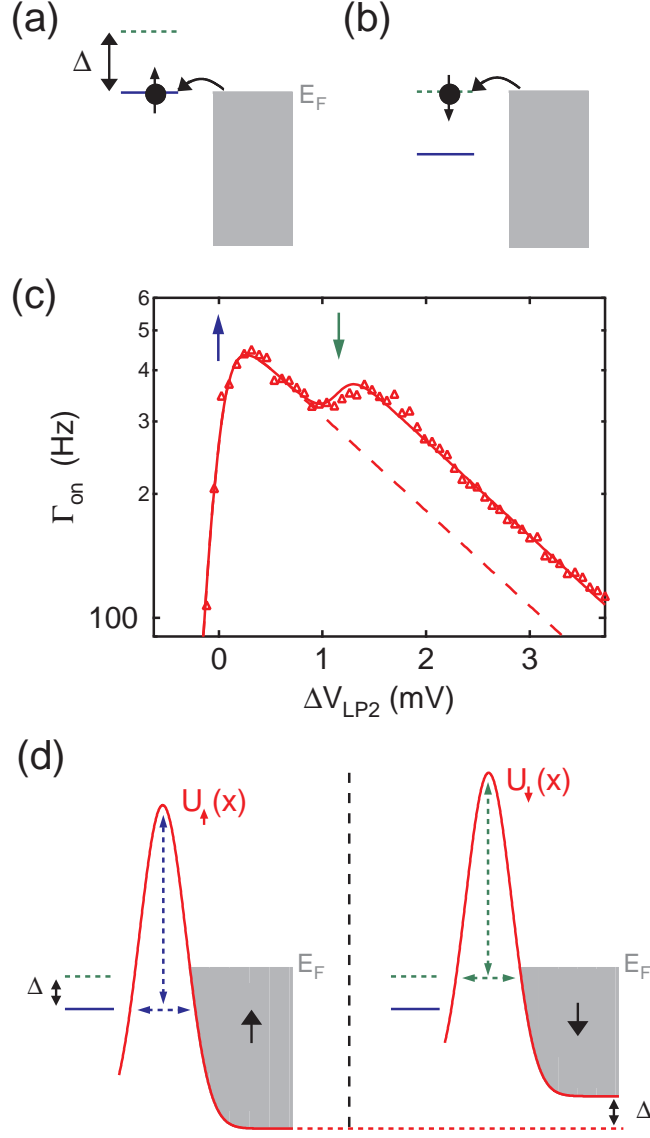 (a)
(b)
Δ
E_F
(c)
6
5
4
3
2
100
Γ_on (Hz)
0
1
2
3
ΔV_LP2 (mV)
(d)
U_↑(x)
U_↓(x)
E_F
E_F
Δ
Δ